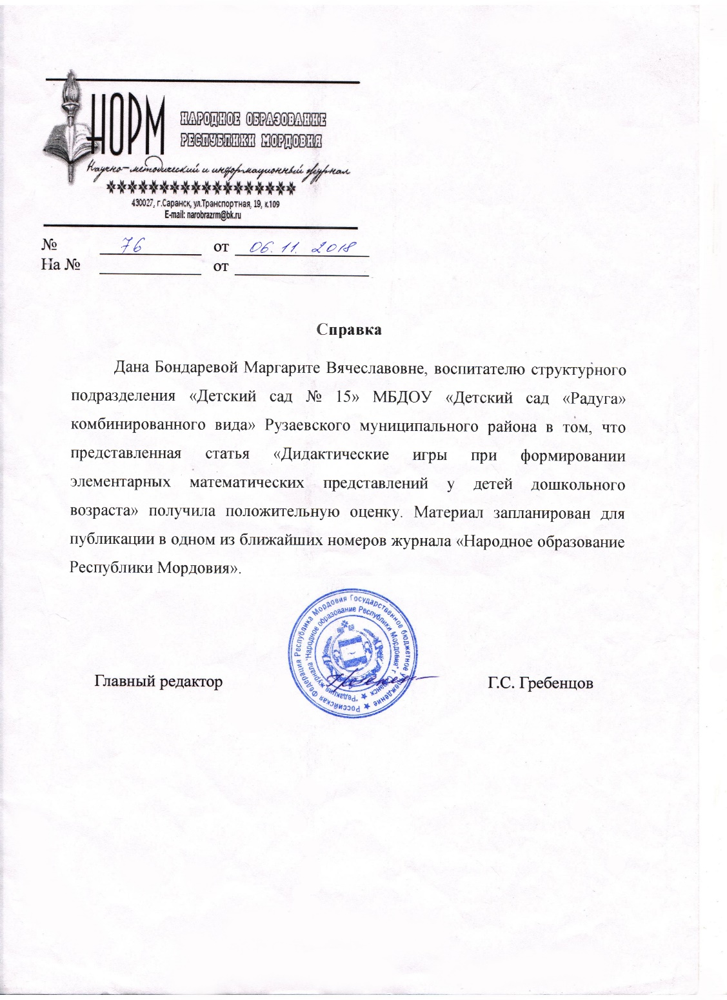 НОРМ
НАРОДНОЕ ОБРАЗОВАНИЕ
РЕСПУБЛИКИ МОРДОВИЯ
Научно-методический и информационный журнал
430027, г.Саранск, ул.Транспортная, 19, к.109
E-mail: narobrazrm@bk.ru
№ 76 от 06. 11. 2018
На № от
Справка
Дана Бондаревой Маргарите Вячеславовне, воспитателю структурного
подразделения «Детский сад № 15» МБДОУ «Детский сад «Радуга»
комбинированного вида» Рузаевского муниципального района в том, что
представленная статья «Дидактические игры при формировании
элементарных математических представлений у детей дошкольного
возраста» получила положительную оценку. Материал запланирован для
публикации в одном из ближайших номеров журнала «Народное образование
Республики Мордовия».
Российская Федерация Республика Мордовия Государственное бюджетное учреждение
"Редакция журнала "Народное образование Республики Мордовия" г. Саранск
Главный редактор Г.С. Гребенцов